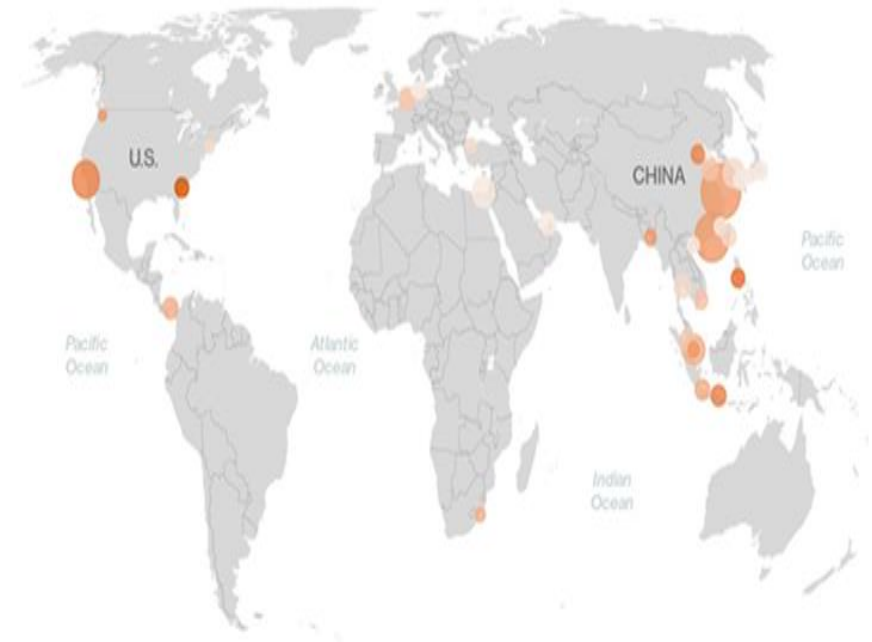 U.S.
CHINA
Pacific
Ocean
Pacific
Ocean
Atlantic
Ocean
Indian
Ocean